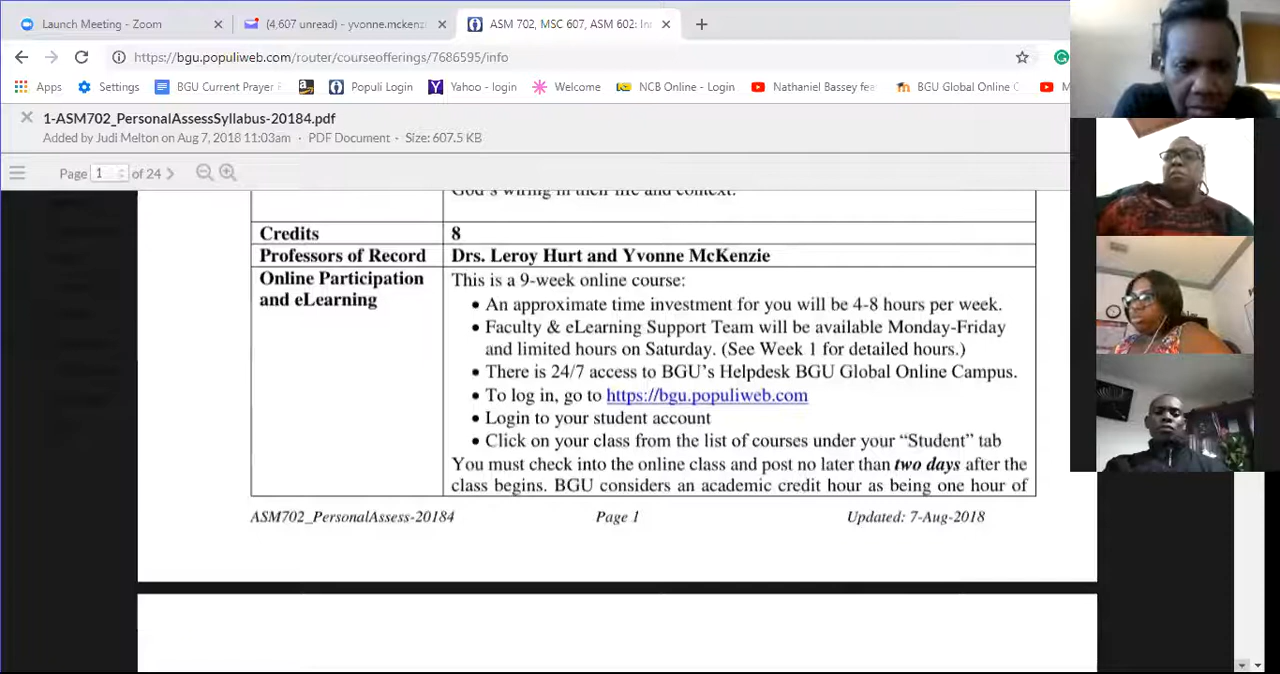 Launch Meeting - Zoom
(4,607 unread) - yvonne.mckenzi
ASM 702, MSC 607, ASM 602: In
https://bgu.populiweb.com/router/courseofferings/7686595/info
Apps
Settings
BGU Current Prayer
Populi Login
Yahoo - login
Welcome
NCB Online - Login
Nathaniel Bassey fea
BGU Global Online C
M
1-ASM702_PersonalAssessSyllabus-20184.pdf
Added by Judi Melton on Aug 7, 2018 11:03am · PDF Document · Size: 607.5 KB
Page 1 of 24
God's wiring in their life and context.
Credits 8
Professors of Record Drs. Leroy Hurt and Yvonne McKenzie
Online Participation and eLearning
This is a 9-week online course:
• An approximate time investment for you will be 4-8 hours per week.
• Faculty & eLearning Support Team will be available Monday-Friday
and limited hours on Saturday. (See Week 1 for detailed hours.)
• There is 24/7 access to BGU's Helpdesk BGU Global Online Campus.
• To log in, go to https://bgu.populiweb.com
• Login to your student account
• Click on your class from the list of courses under your “Student” tab
You must check into the online class and post no later than two days after the
class begins. BGU considers an academic credit hour as being one hour of
ASM702_PersonalAssess-20184 Page 1 Updated: 7-Aug-2018